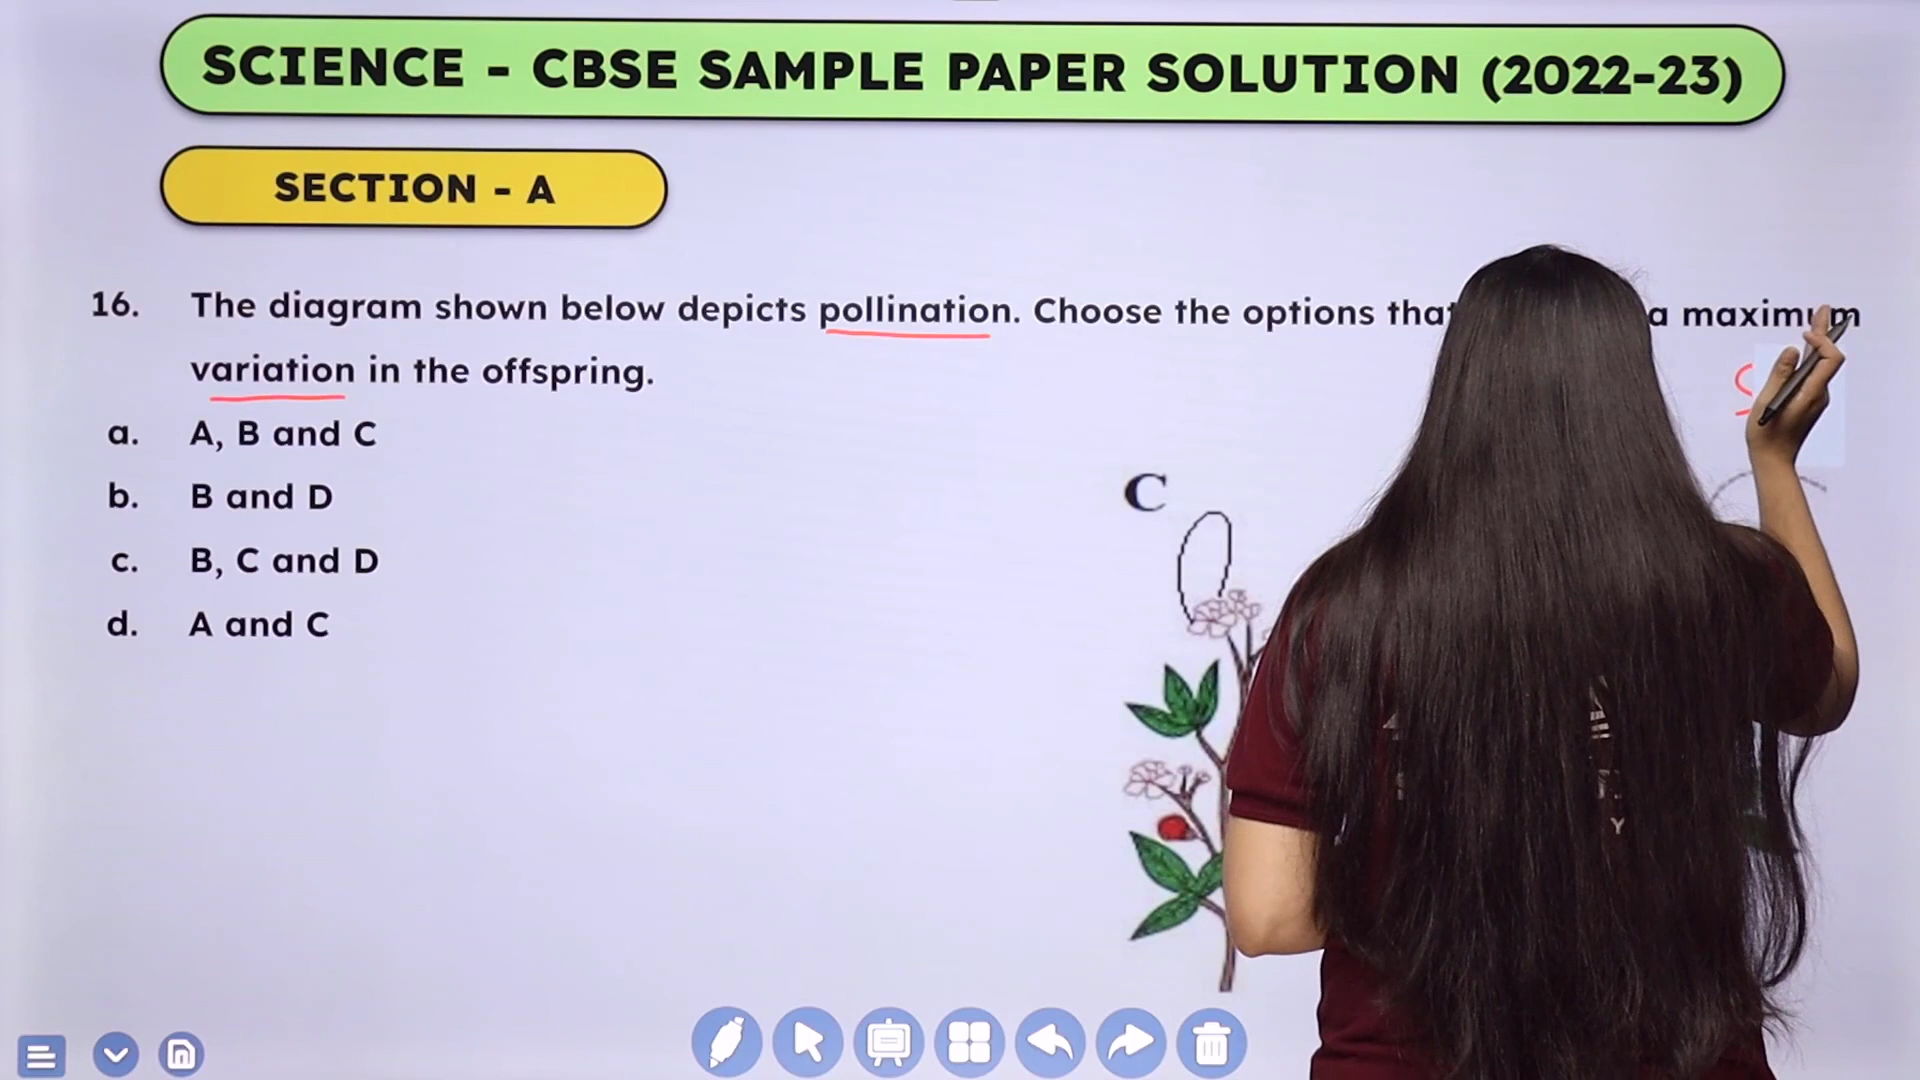 SCIENCE - CBSE SAMPLE PAPER SOLUTION (2022-23)
SECTION - A
16. The diagram shown below depicts pollination. Choose the options that a maximum
variation in the offspring.
a. A, B and C
b. B and D
c. B, C and D
d. A and C
C
Y